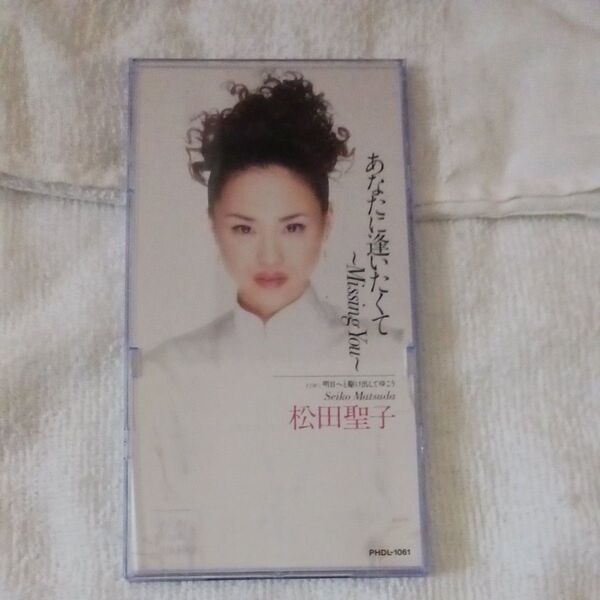 あなたに逢いたくて
～Missing You～
明日へと駆け出してゆこう
Seiko Matsuda
松田聖子
PHDL-1061